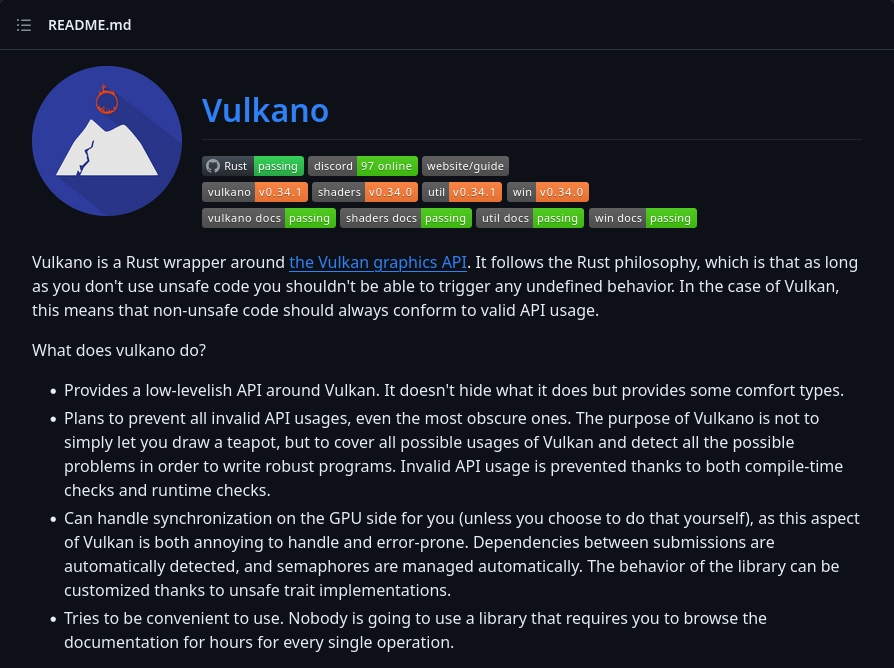 README.md
Vulkano
Rust passing discord 97 online website/guide
vulkano v0.34.1 shaders v0.34.0 util v0.34.1 win v0.34.0
vulkano docs passing shaders docs passing util docs passing win docs passing
Vulkano is a Rust wrapper around the Vulkan graphics API. It follows the Rust philosophy, which is that as long
as you don't use unsafe code you shouldn't be able to trigger any undefined behavior. In the case of Vulkan,
this means that non-unsafe code should always conform to valid API usage.
What does vulkano do?
• Provides a low-levelish API around Vulkan. It doesn't hide what it does but provides some comfort types.
• Plans to prevent all invalid API usages, even the most obscure ones. The purpose of Vulkano is not to
simply let you draw a teapot, but to cover all possible usages of Vulkan and detect all the possible
problems in order to write robust programs. Invalid API usage is prevented thanks to both compile-time
checks and runtime checks.
• Can handle synchronization on the GPU side for you (unless you choose to do that yourself), as this aspect
of Vulkan is both annoying to handle and error-prone. Dependencies between submissions are
automatically detected, and semaphores are managed automatically. The behavior of the library can be
customized thanks to unsafe trait implementations.
• Tries to be convenient to use. Nobody is going to use a library that requires you to browse the
documentation for hours for every single operation.